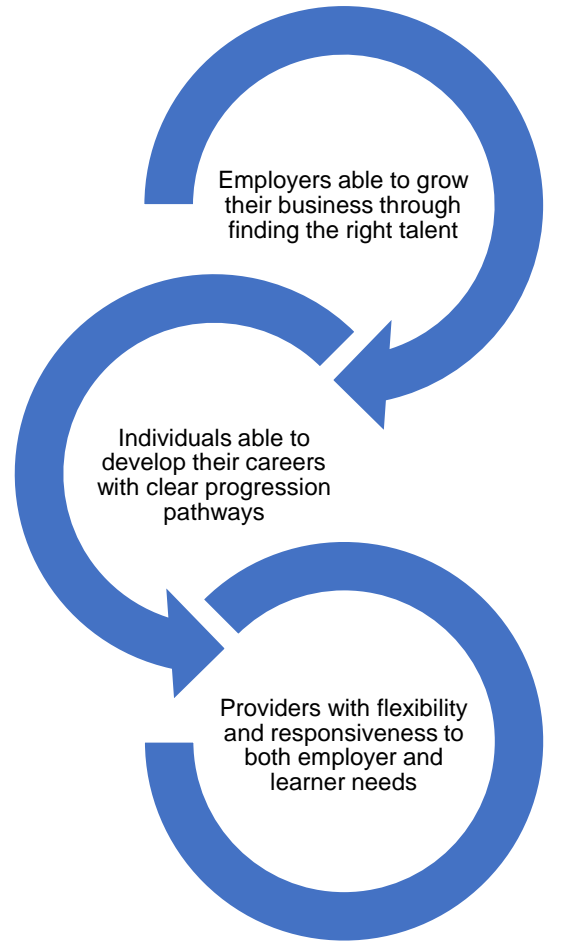 Employers able to grow
their business through
finding the right talent
Individuals able to
develop their careers
with clear progression
pathways
Providers with flexibility
and responsiveness to
both employer and
learner needs